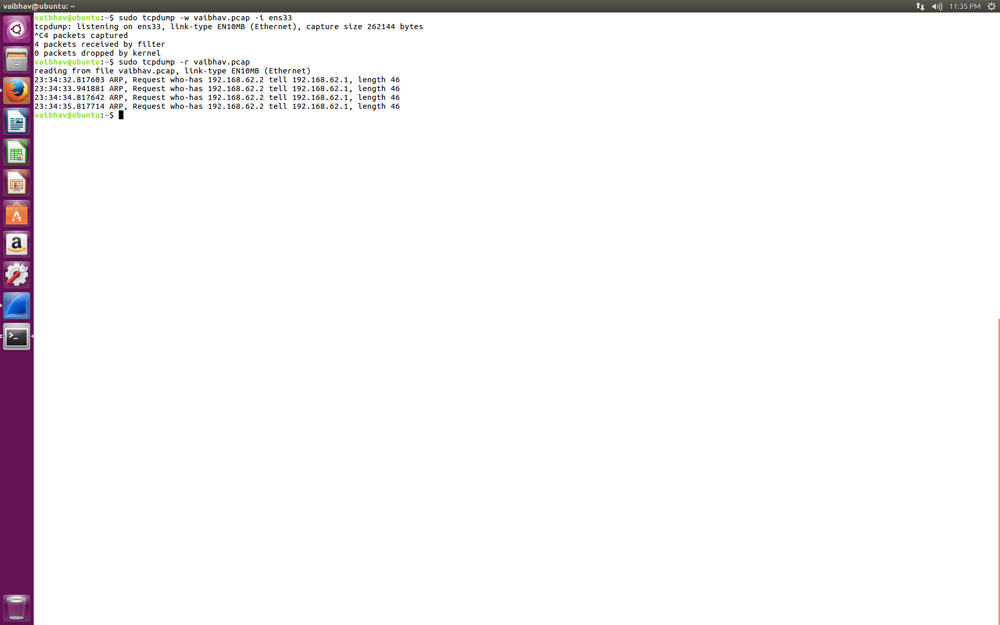 vaibhav@ubuntu: ~
11:35 PM
vaibhav@ubuntu:~$ sudo tcpdump -w vaibhav.pcap -i ens33
tcpdump: listening on ens33, link-type EN10MB (Ethernet), capture size 262144 bytes
^C4 packets captured
4 packets received by filter
0 packets dropped by kernel
vaibhav@ubuntu:~$ sudo tcpdump -r vaibhav.pcap
reading from file vaibhav.pcap, link-type EN10MB (Ethernet)
23:34:32.817603 ARP, Request who-has 192.168.62.2 tell 192.168.62.1, length 46
23:34:33.941881 ARP, Request who-has 192.168.62.2 tell 192.168.62.1, length 46
23:34:34.817642 ARP, Request who-has 192.168.62.2 tell 192.168.62.1, length 46
23:34:35.817714 ARP, Request who-has 192.168.62.2 tell 192.168.62.1, length 46
vaibhav@ubuntu:~$